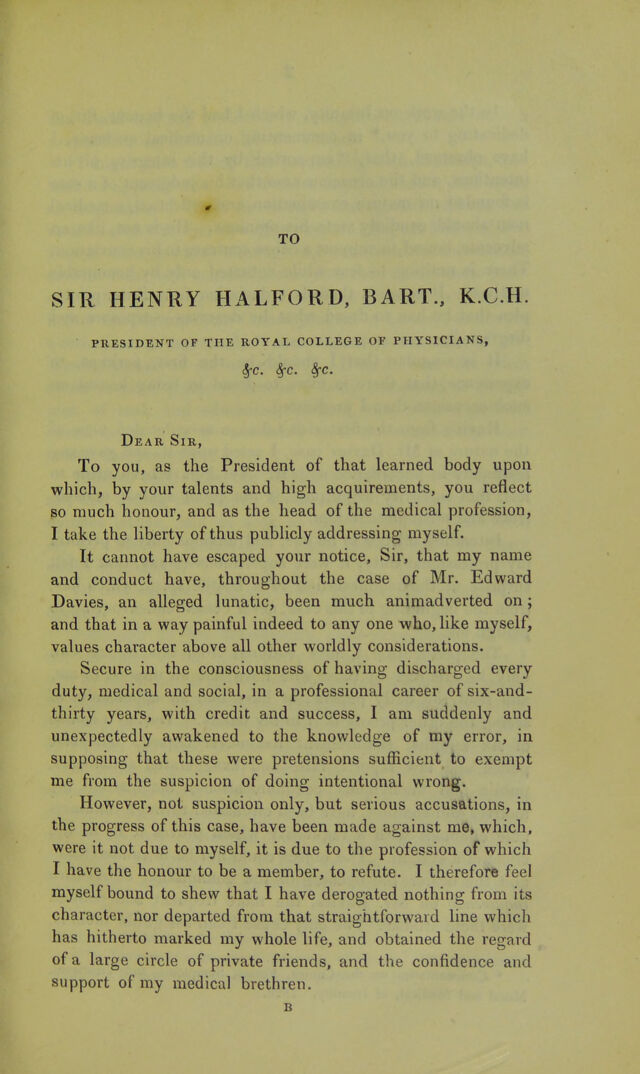 TO
SIR HENRY HALFORD, BART., K.C.H.
PRESIDENT OF THE ROYAL COLLEGE OF PHYSICIANS,
&c. &c. &c.
DEAR SIR,
To you, as the President of that learned body upon
which, by your talents and high acquirements, you reflect
so much honour, and as the head of the medical profession,
I take the liberty of thus publicly addressing myself.
It cannot have escaped your notice, Sir, that my name
and conduct have, throughout the case of Mr. Edward
Davies, an alleged lunatic, been much animadverted on;
and that in a way painful indeed to any one who, like myself,
values character above all other worldly considerations.
Secure in the consciousness of having discharged every
duty, medical and social, in a professional career of six-and-
thirty years, with credit and success, I am suddenly and
unexpectedly awakened to the knowledge of my error, in
supposing that these were pretensions sufficient to exempt
me from the suspicion of doing intentional wrong.
However, not suspicion only, but serious accusations, in
the progress of this case, have been made against me, which,
were it not due to myself, it is due to the profession of which
I have the honour to be a member, to refute. I therefore feel
myself bound to shew that I have derogated nothing from its
character, nor departed from that straightforward line which
has hitherto marked my whole life, and obtained the regard
of a large circle of private friends, and the confidence and
support of my medical brethren.
B